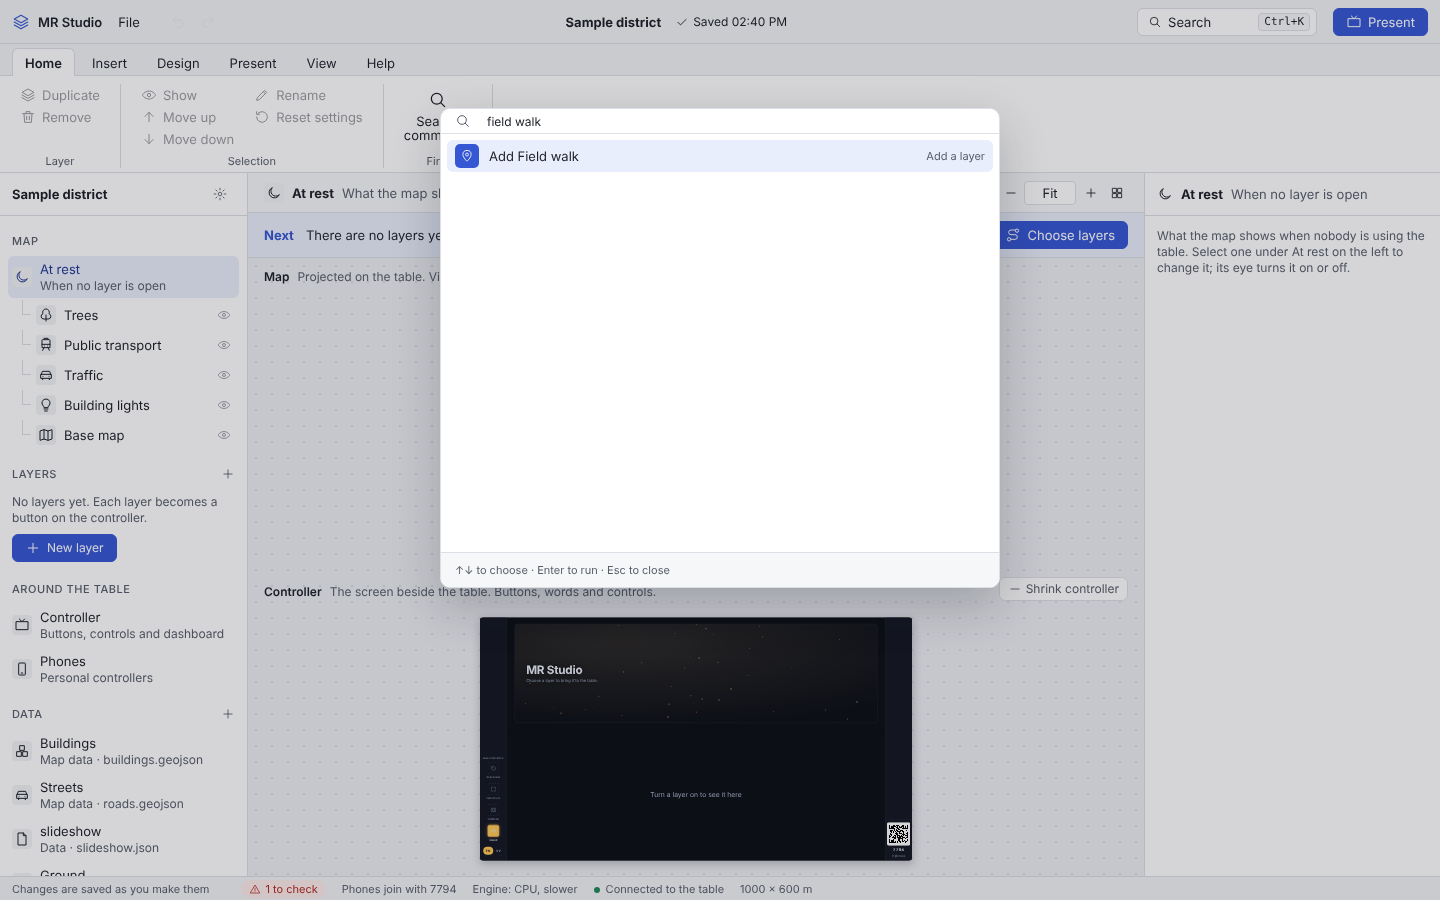 MR Studio
File
Sample district
Saved 02:40 PM
Search
Ctrl+K
Present
Home
Insert
Design
Present
View
Help
Duplicate
Remove
Layer
Show
Move up
Move down
Rename
Reset settings
Selection
field walk
Add Field walk
Add a layer
↑↓ to choose · Enter to run · Esc to close
Sample district
MAP
At rest
When no layer is open
Trees
Public transport
Traffic
Building lights
Base map
LAYERS
No layers yet. Each layer becomes a
button on the controller.
New layer
AROUND THE TABLE
Controller
Buttons, controls and dashboard
Phones
Personal controllers
DATA
Buildings
Map data · buildings.geojson
Streets
Map data · roads.geojson
slideshow
Data · slideshow.json
Ground
At rest
What the map
Fit
Next
There are no layers
Choose layers
Map
Projected on the table.
Controller
The screen beside the table. Buttons, words and controls.
Shrink controller
MR Studio
Choose a layer to bring it to the table.
Turn a layer on to see it here
7794
At rest
When no layer is open
What the map shows when nobody is using the
table. Select one under At rest on the left to
change it; its eye turns it on or off.
Changes are saved as you make them
1 to check
Phones join with 7794
Engine: CPU, slower
Connected to the table
1000 × 600 m